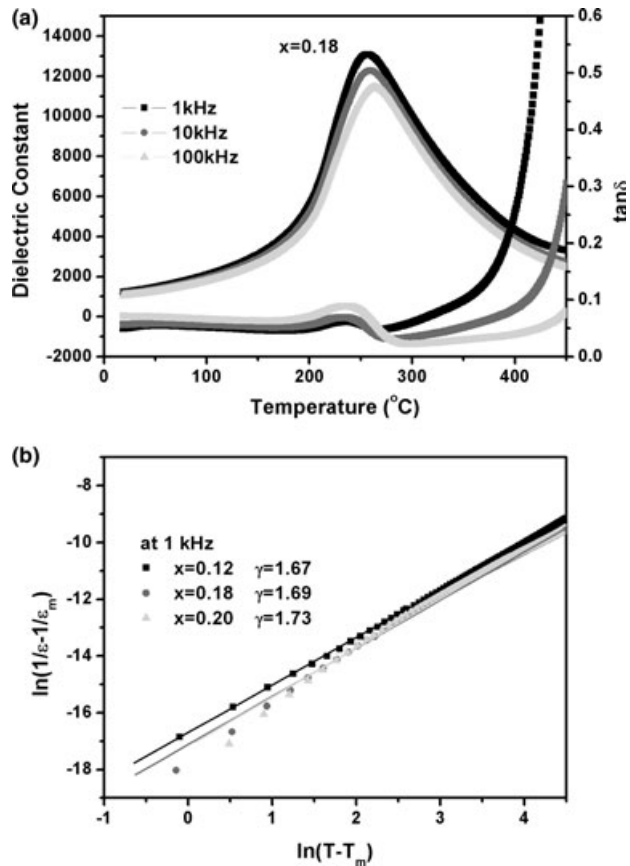 (a)
x=0.18
1kHz
10kHz
100kHz
Dielectric Constant
14000
12000
10000
8000
6000
4000
2000
0
-2000
0.6
0.5
0.4
0.3
0.2
0.1
0.0
tanδ
0 100 200 300 400
Temperature (°C)
(b)
at 1 kHz
x=0.12 γ=1.67
x=0.18 γ=1.69
x=0.20 γ=1.73
ln(1/ε-1/εm)
-8
-10
-12
-14
-16
-18
-1 0 1 2 3 4
ln(T-Tm)